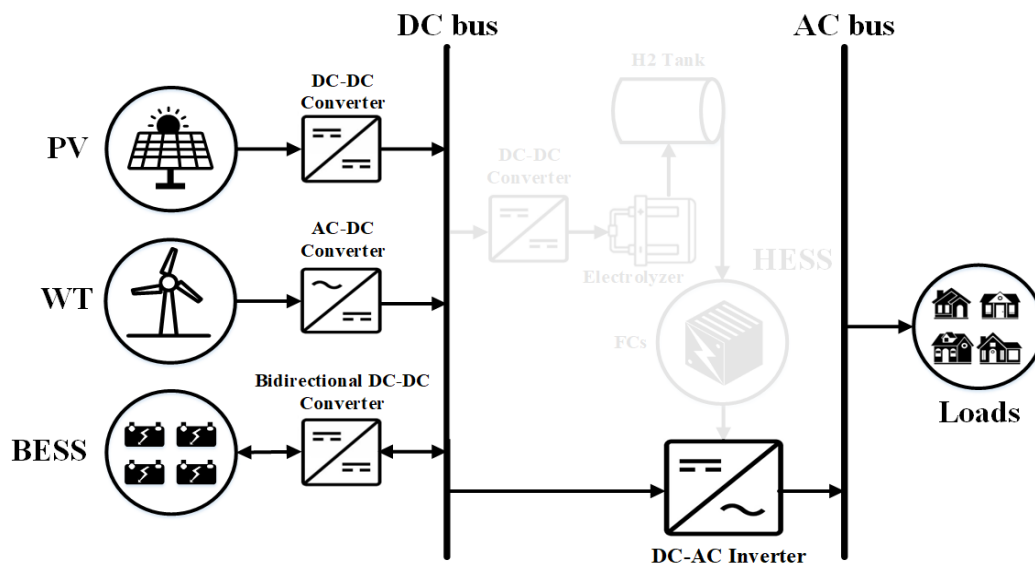 DC bus
AC bus
H2 Tank
DC-DC
Converter
PV
DC-DC
Converter
AC-DC
Converter
WT
Electrolyzer
HESS
FCs
Bidirectional DC-DC
Converter
BESS
Loads
DC-AC Inverter